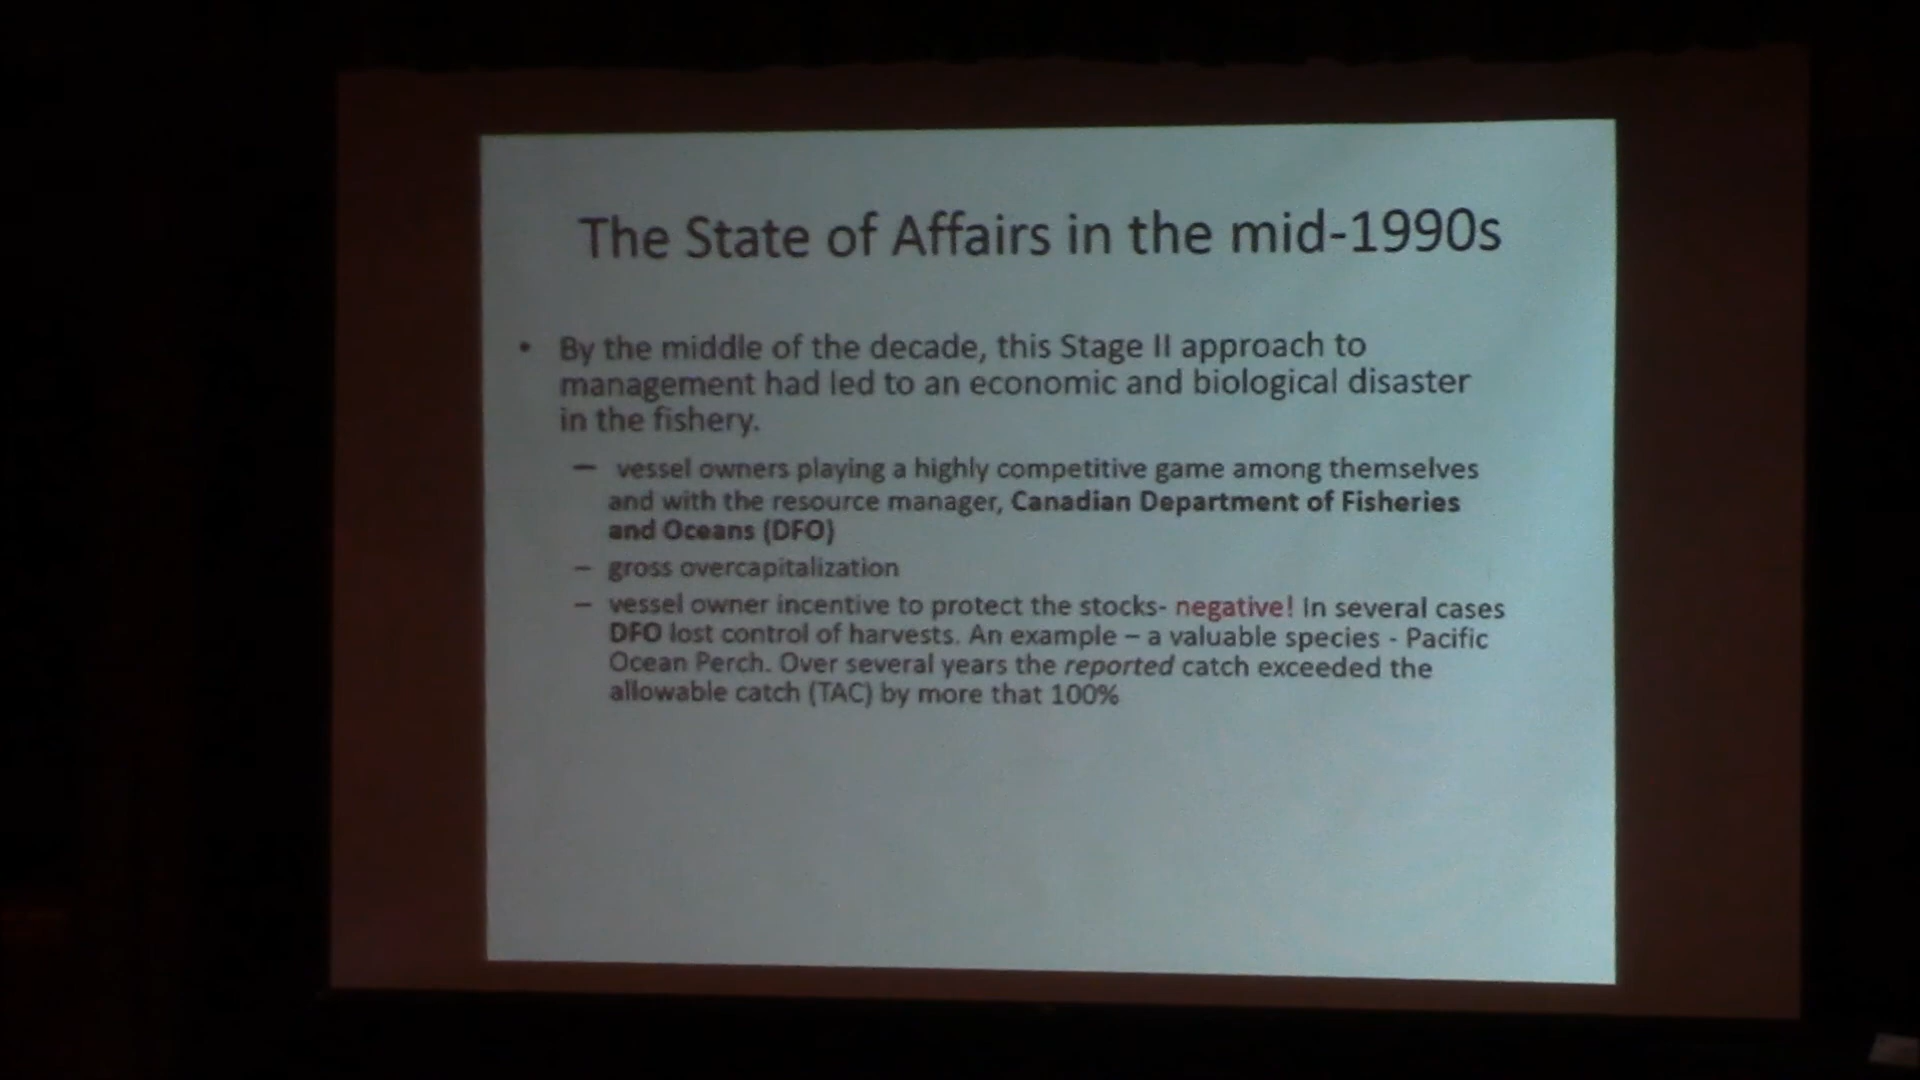 The State of Affairs in the mid-1990s
• By the middle of the decade, this Stage II approach to
management had led to an economic and biological disaster
in the fishery.
– vessel owners playing a highly competitive game among themselves
and with the resource manager, Canadian Department of Fisheries
and Oceans (DFO)
– gross overcapitalization
– vessel owner incentive to protect the stocks- negative! In several cases
DFO lost control of harvests. An example – a valuable species - Pacific
Ocean Perch. Over several years the reported catch exceeded the
allowable catch (TAC) by more that 100%